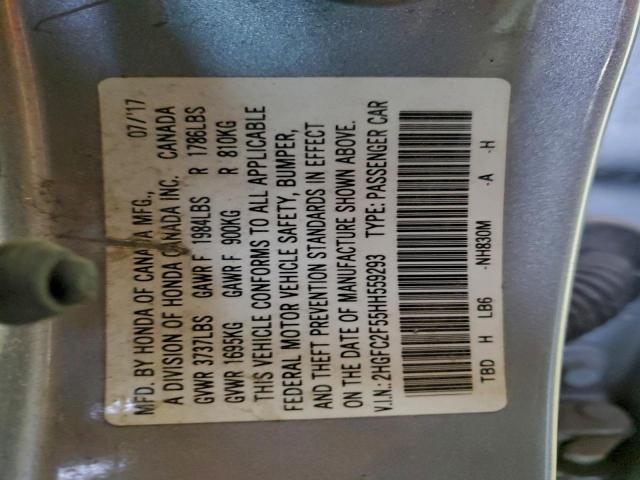 MFD. BY HONDA OF CANADA MFG., 07/'17
A DIVISION OF HONDA CANADA INC. CANADA
GVWR 3737LBS GAWR F 1984LBS R 1786LBS
GVWR 1695KG GAWR F 900KG R 810KG
THIS VEHICLE CONFORMS TO ALL APPLICABLE
FEDERAL MOTOR VEHICLE SAFETY, BUMPER,
AND THEFT PREVENTION STANDARDS IN EFFECT
ON THE DATE OF MANUFACTURE SHOWN ABOVE.
V.I.N.: 2HGFC2F55HH559293 TYPE: PASSENGER CAR
TBD H LB6 -NH830M -A -H